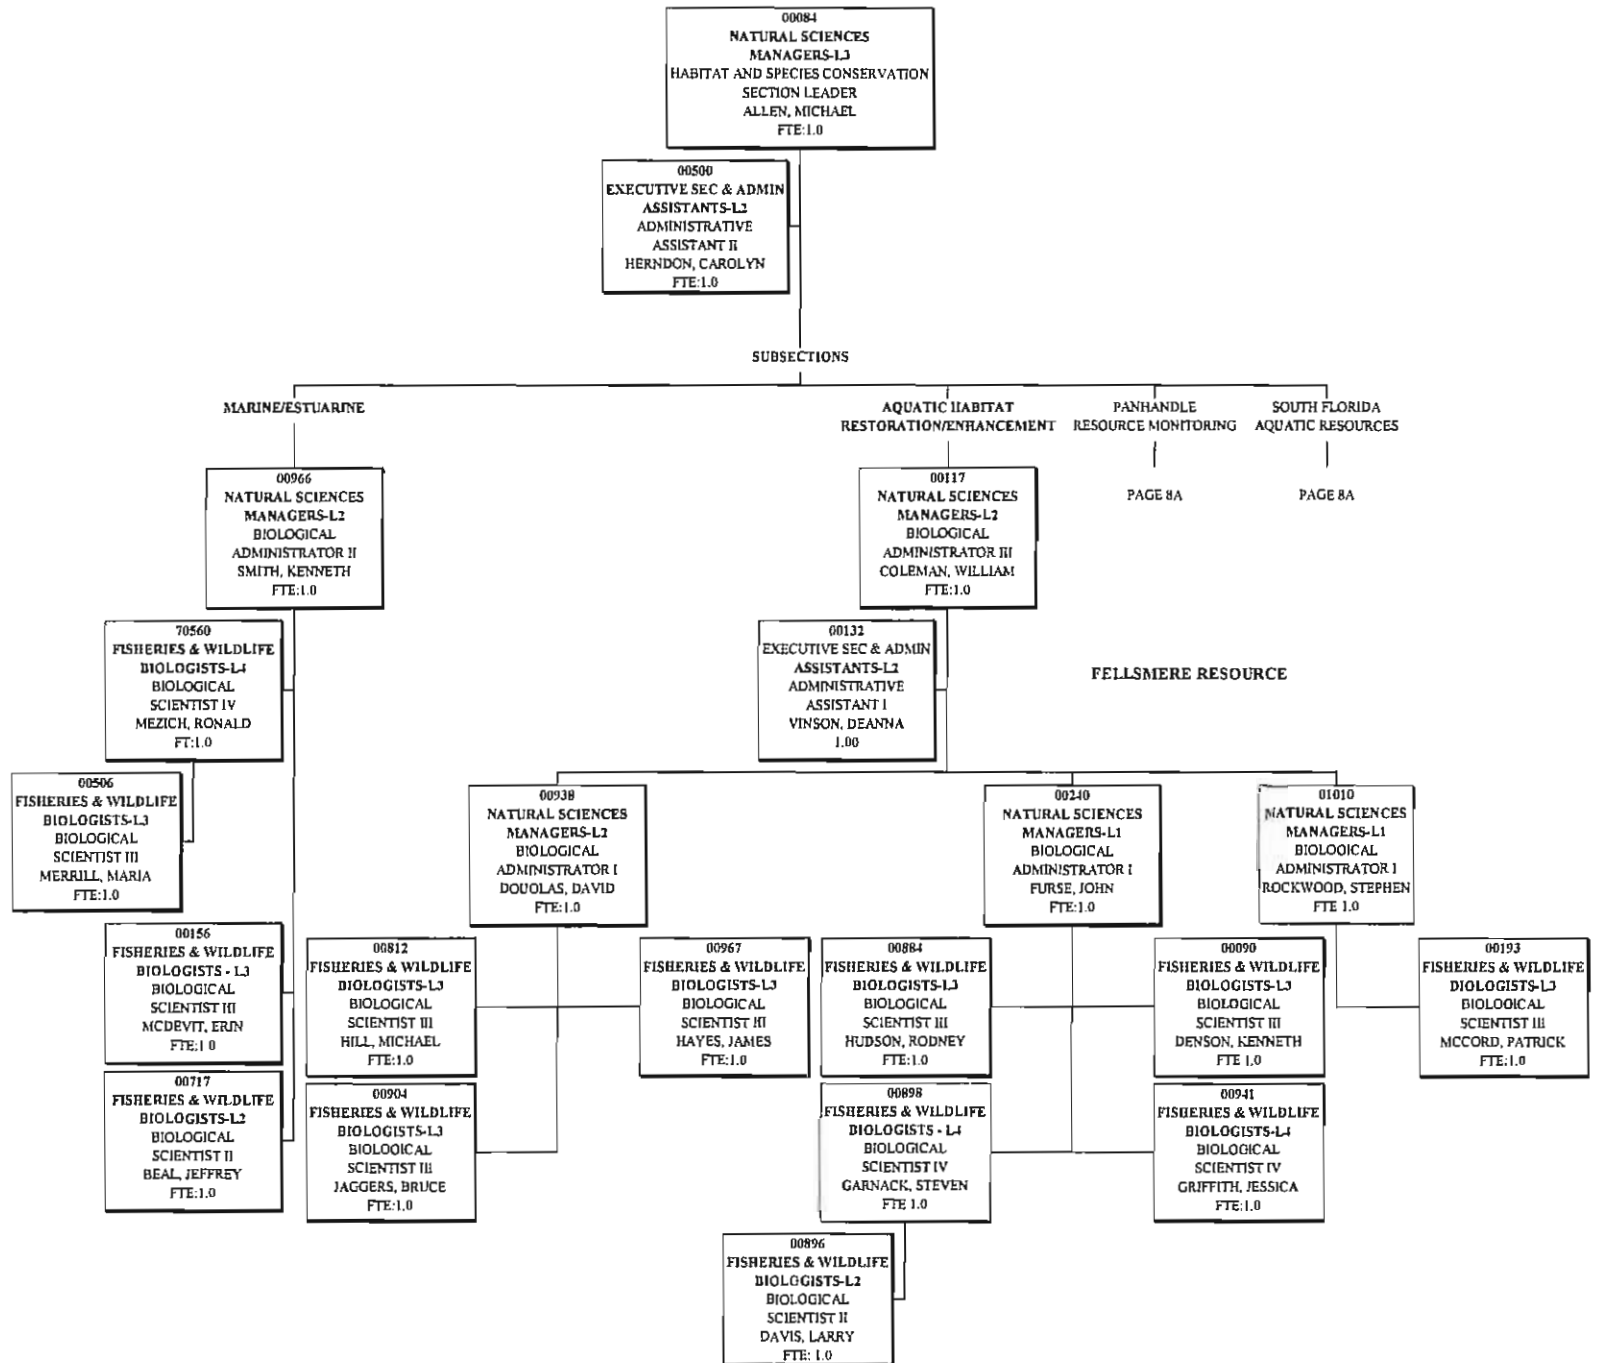 00084
NATURAL SCIENCES
MANAGERS-L3
HABITAT AND SPECIES CONSERVATION
SECTION LEADER
ALLEN, MICHAEL
FTE:1.0
00500
EXECUTIVE SEC & ADMIN
ASSISTANTS-L2
ADMINISTRATIVE
ASSISTANT II
HERNDON, CAROLYN
FTE:1.0
SUBSECTIONS
MARINE/ESTUARINE
AQUATIC HABITAT
RESTORATION/ENHANCEMENT
PANHANDLE
RESOURCE MONITORING
SOUTH FLORIDA
AQUATIC RESOURCES
00966
NATURAL SCIENCES
MANAGERS-L2
BIOLOGICAL
ADMINISTRATOR II
SMITH, KENNETH
FTE:1.0
00117
NATURAL SCIENCES
MANAGERS-L2
BIOLOGICAL
ADMINISTRATOR III
COLEMAN, WILLIAM
FTE:1.0
PAGE 8A
PAGE 8A
70560
FISHERIES & WILDLIFE
BIOLOGISTS-L4
BIOLOGICAL
SCIENTIST IV
MEZICH, RONALD
FT:1.0
00132
EXECUTIVE SEC & ADMIN
ASSISTANTS-L2
ADMINISTRATIVE
ASSISTANT I
VINSON, DEANNA
1.00
FELLSMERE RESOURCE
00506
FISHERIES & WILDLIFE
BIOLOGISTS-L3
BIOLOGICAL
SCIENTIST III
MERRILL, MARIA
FTE:1.0
00938
NATURAL SCIENCES
MANAGERS-L2
BIOLOGICAL
ADMINISTRATOR I
DOUOLAS, DAVID
FTE:1.0
00240
NATURAL SCIENCES
MANAGERS-L1
BIOLOGICAL
ADMINISTRATOR I
FURSE, JOHN
FTE:1.0
01010
NATURAL SCIENCES
MANAGERS-L1
BIOLOOICAL
ADMINISTRATOR I
ROCKWOOD, STEPHEN
FTE 1.0
00156
FISHERIES & WILDLIFE
BIOLOGISTS - L3
BIOLOGICAL
SCIENTIST III
MCDEVIT, ERIN
FTE:1 0
00812
FISHERIES & WILDLIFE
BIOLOGISTS-L3
BIOLOGICAL
SCIENTIST III
HILL, MICHAEL
FTE:1.0
00967
FISHERIES & WILDLIFE
BIOLOGISTS-L3
BIOLOGICAL
SCIENTIST III
HAYES, JAMES
FTE:1.0
00884
FISHERIES & WILDLIFE
BIOLOGISTS-L3
BIOLOGICAL
SCIENTIST III
HUDSON, RODNEY
FTE:1.0
00090
FISHERIES & WILDLIFE
BIOLOGISTS-L3
BIOLOGICAL
SCIENTIST III
DENSON, KENNETH
FTE 1.0
00193
FISHERIES & WILDLIFE
BIOLOGISTS-L3
BIOLOOICAL
SCIENTIST III
MCCORD, PATRICK
FTE:1.0
00717
FISHERIES & WILDLIFE
BIOLOGISTS-L2
BIOLOGICAL
SCIENTIST II
BEAL, JEFFREY
FTE:1.0
00904
FISHERIES & WILDLIFE
BIOLOGISTS-L3
BIOLOOICAL
SCIENTIST III
JAGGERS, BRUCE
FTE:1.0
00898
FISHERIES & WILDLIFE
BIOLOGISTS - L4
BIOLOGICAL
SCIENTIST IV
GARNACK, STEVEN
FTE 1.0
00941
FISHERIES & WILDLIFE
BIOLOGISTS-L4
BIOLOGICAL
SCIENTIST IV
GRIFFITH, JESSICA
FTE:1.0
00896
FISHERIES & WILDLIFE
BIOLOGISTS-L2
BIOLOGICAL
SCIENTIST II
DAVIS, LARRY
FTE: 1.0